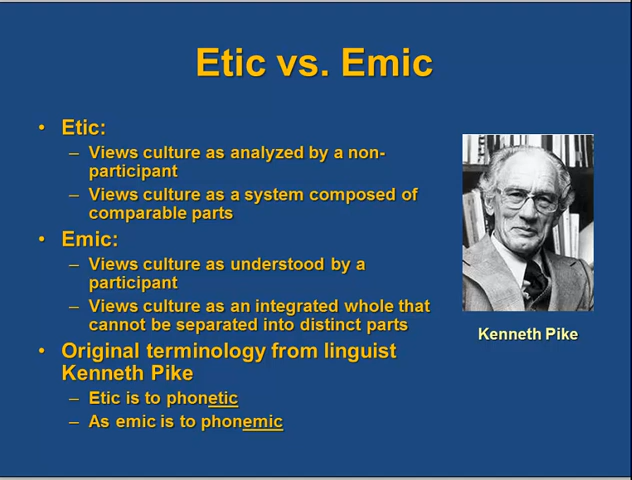 Etic vs. Emic
• Etic:
– Views culture as analyzed by a non-
participant
– Views culture as a system composed of
comparable parts
• Emic:
– Views culture as understood by a
participant
– Views culture as an integrated whole that
cannot be separated into distinct parts
• Original terminology from linguist
Kenneth Pike
– Etic is to phonetic
– As emic is to phonemic
Kenneth Pike